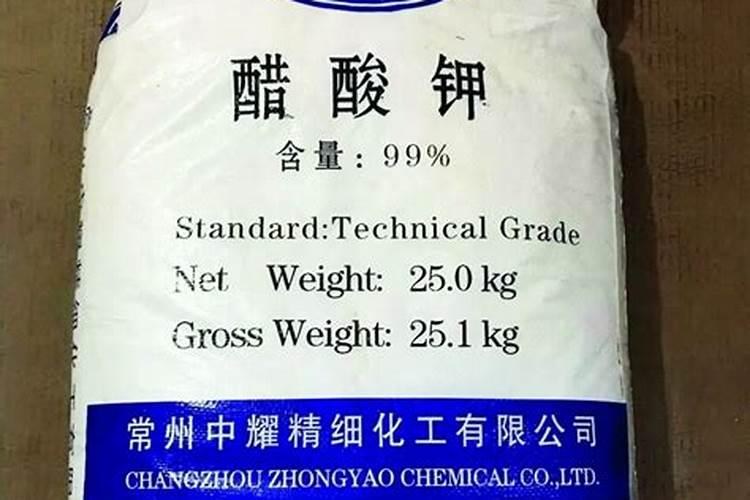 醋酸钾
含量：99%
Standard:Technical Grade
Net Weight: 25.0 kg
Gross Weight: 25.1 kg
常州中耀精细化工有限公司
CHANGZHOU ZHONGYAO CHEMICAL CO.,LTD.